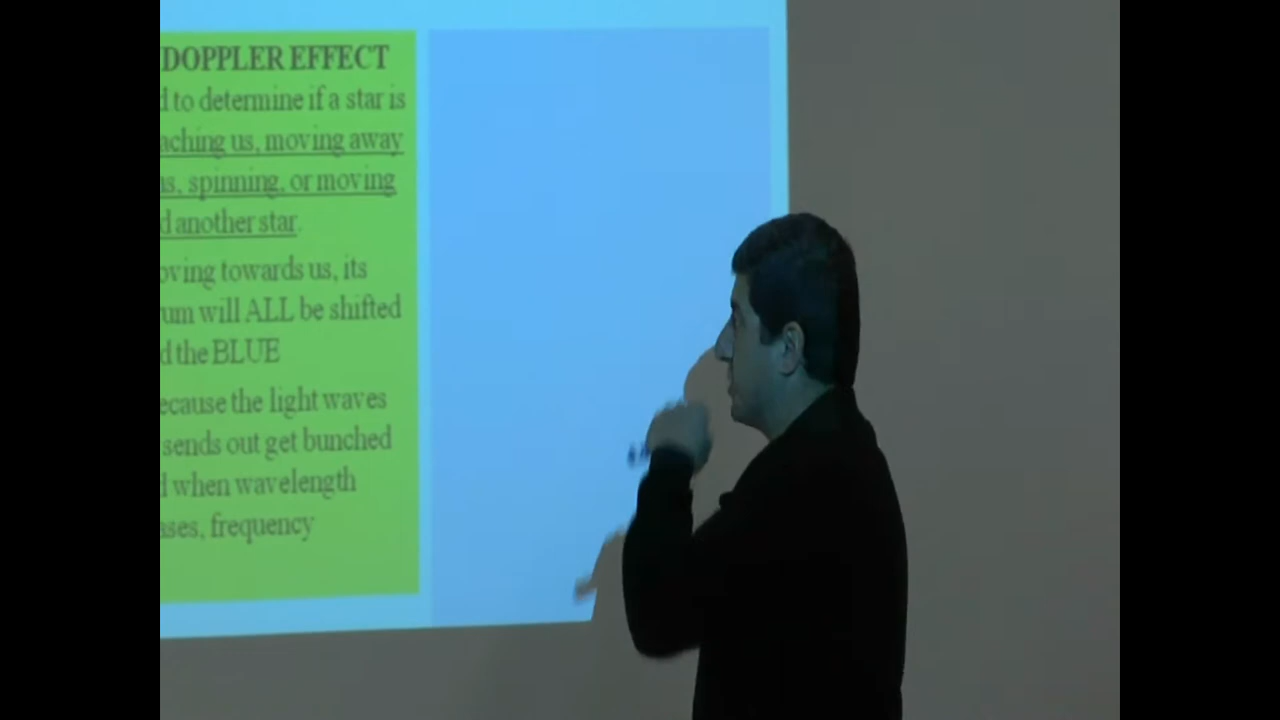 DOPPLER EFFECT
d to determine if a star is
aching us, moving away
us, spinning, or moving
d another star.
oving towards us, its
rum will ALL be shifted
d the BLUE
ecause the light waves
sends out get bunched
d when wavelength
ases, frequency